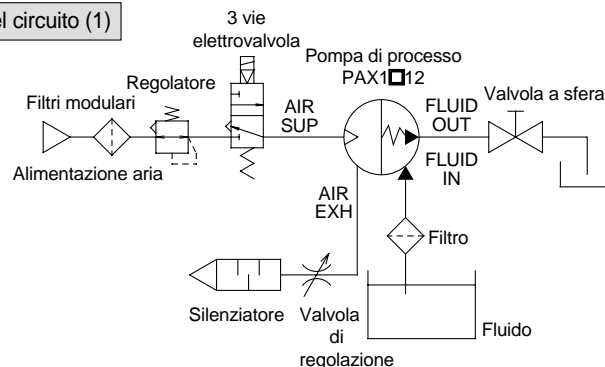 el circuito (1)
3 vie
elettrovalvola
Pompa di processo
PAX1□12
Regolatore
Filtri modulari
AIR
SUP
FLUID
OUT
Valvola a sfera
Alimentazione aria
FLUID
IN
AIR
EXH
Filtro
Silenziatore
Valvola
di
regolazione
Fluido